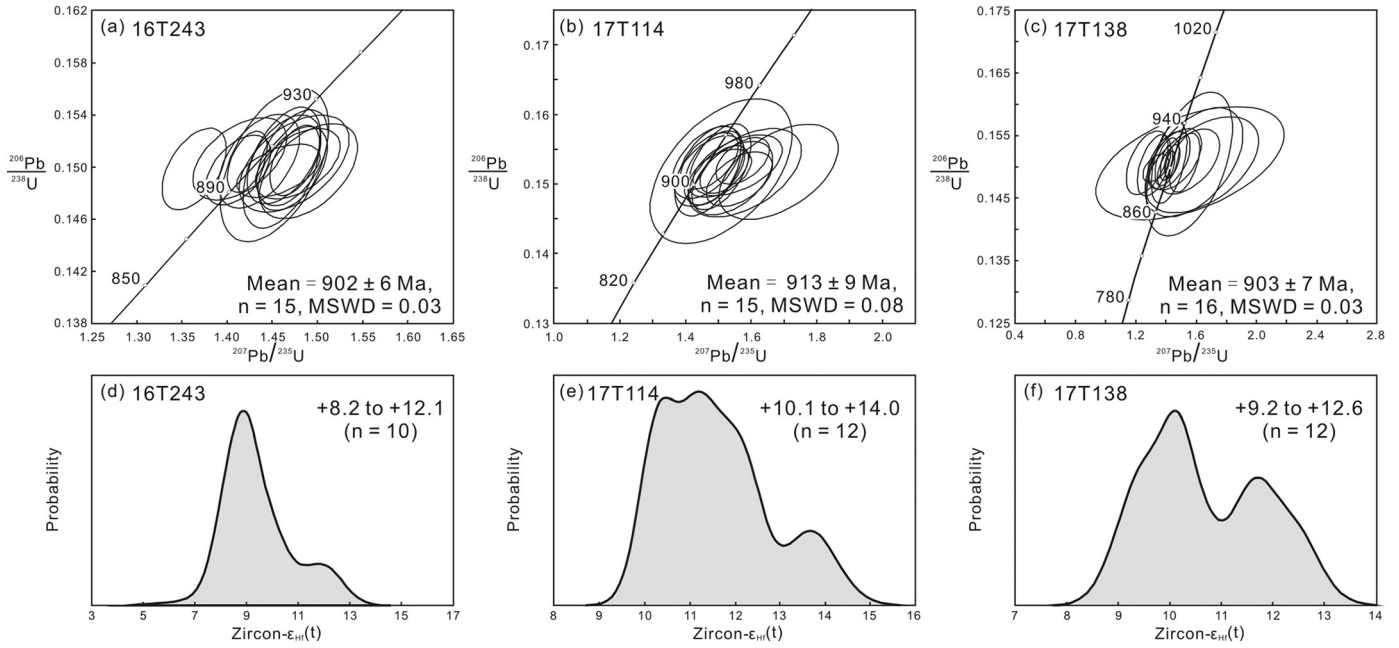 (a) 16T243
0.162
0.158
0.154
0.150
0.146
0.142
0.138
²⁰⁶Pb
²³⁸U
930
890
850
Mean = 902 ± 6 Ma,
n = 15, MSWD = 0.03
1.25 1.30 1.35 1.40 1.45 1.50 1.55 1.60 1.65
²⁰⁷Pb/²³⁵U
(b) 17T114
0.17
0.16
0.15
0.14
0.13
²⁰⁶Pb
²³⁸U
980
900
820
Mean = 913 ± 9 Ma,
n = 15, MSWD = 0.08
1.0 1.2 1.4 1.6 1.8 2.0
²⁰⁷Pb/²³⁵U
(c) 17T138
0.175
0.165
0.155
0.145
0.135
0.125
²⁰⁶Pb
²³⁸U
1020
940
860
780
Mean = 903 ± 7 Ma,
n = 16, MSWD = 0.03
0.4 0.8 1.2 1.6 2.0 2.4 2.8
²⁰⁷Pb/²³⁵U
(d) 16T243
+8.2 to +12.1
(n = 10)
Probability
3 5 7 9 11 13 15 17
Zircon-εHf(t)
(e) 17T114
+10.1 to +14.0
(n = 12)
Probability
8 9 10 11 12 13 14 15 16
Zircon-εHf(t)
(f) 17T138
+9.2 to +12.6
(n = 12)
Probability
7 8 9 10 11 12 13 14
Zircon-εHf(t)